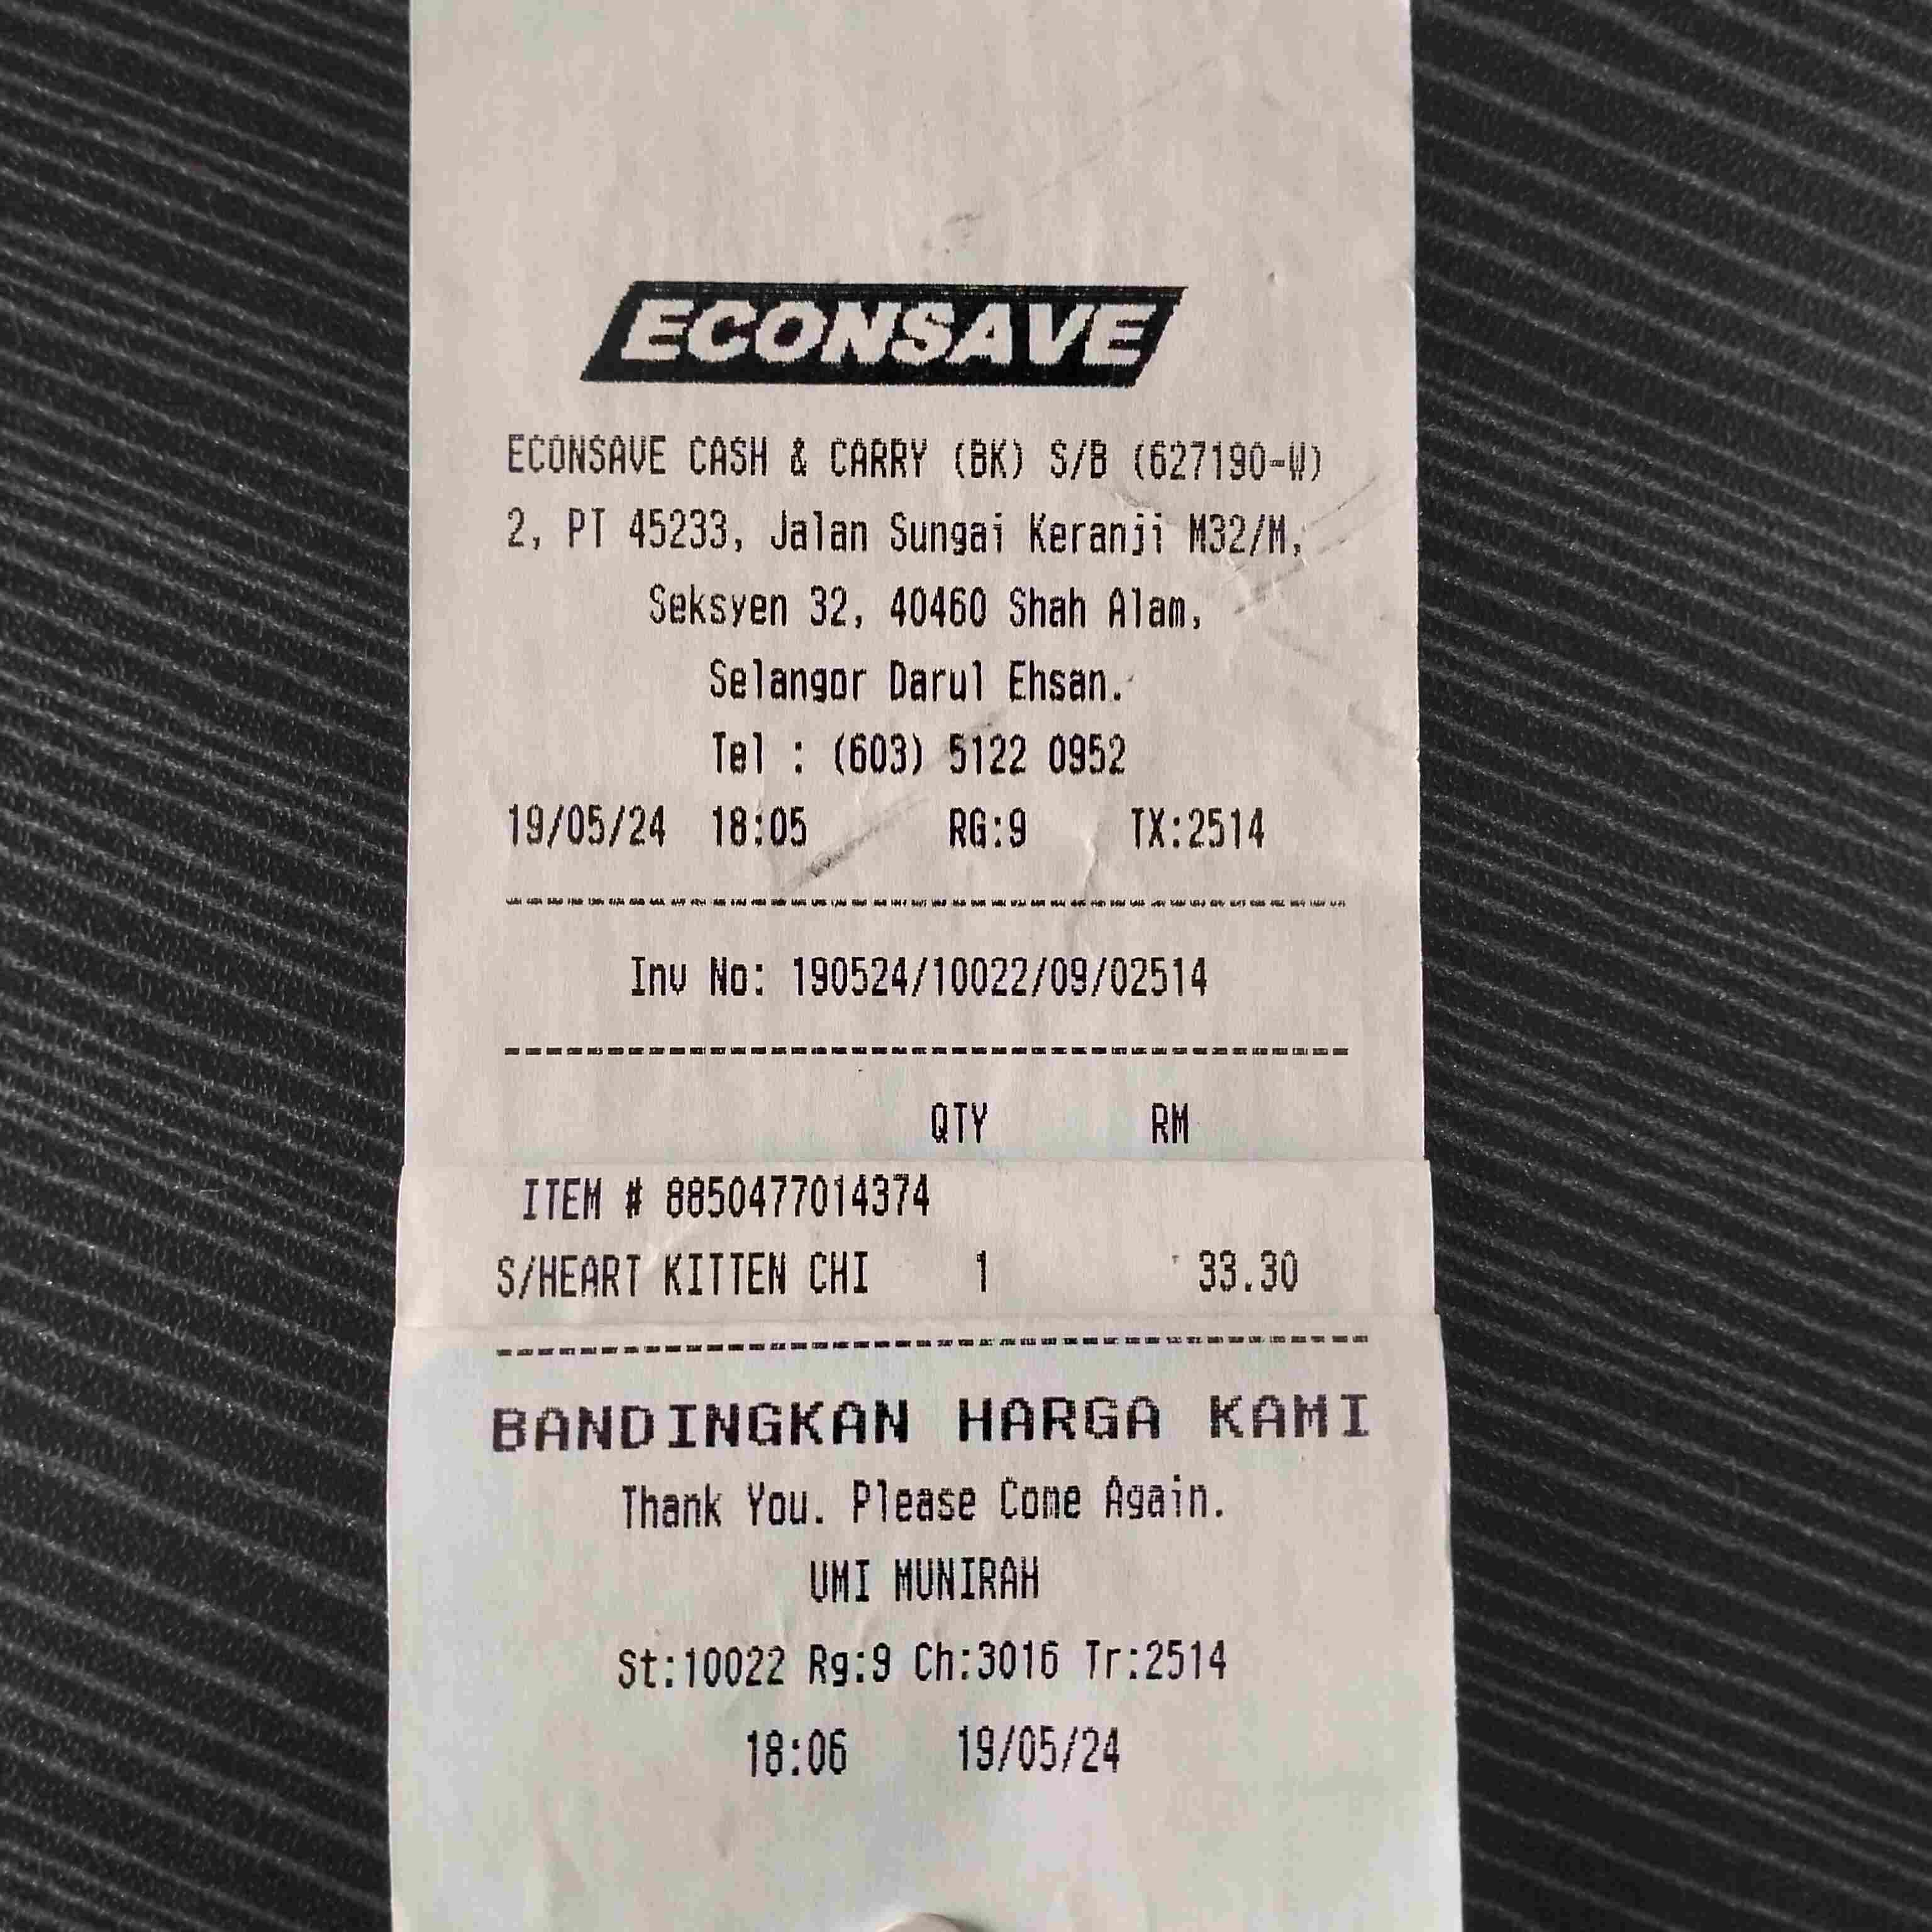 ECONSAVE
ECONSAVE CASH & CARRY (BK) S/B (627190-W)
2, PT 45233, Jalan Sungai Keranji M32/M,
Seksyen 32, 40460 Shah Alam,
Selangor Darul Ehsan.
Tel : (603) 5122 0952
19/05/24 18:05 RG:9 TX:2514
Inv No: 190524/10022/09/02514
QTY RM
ITEM # 8850477014374
S/HEART KITTEN CHI 1 33.30
BANDINGKAN HARGA KAMI
Thank You. Please Come Again.
UMI MUNIRAH
St:10022 Rg:9 Ch:3016 Tr:2514
18:06 19/05/24